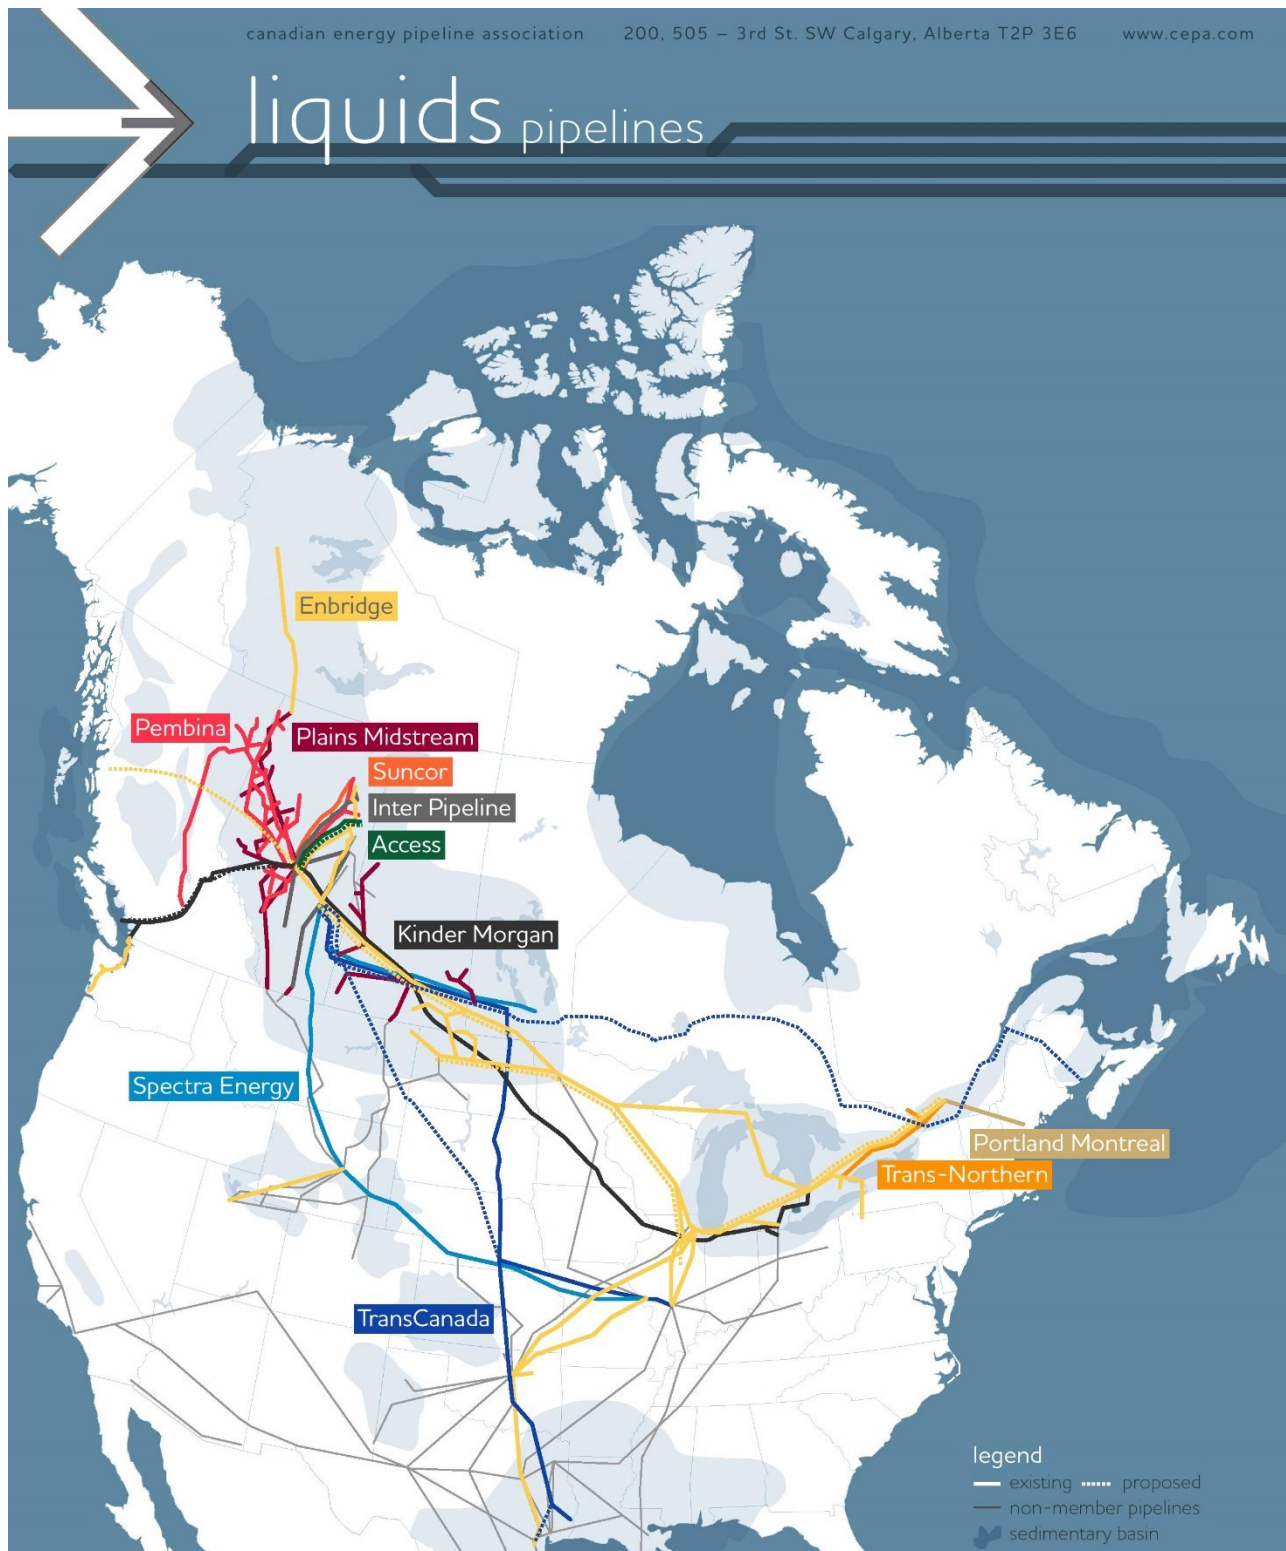 canadian energy pipeline association 200, 505 – 3rd St. SW Calgary, Alberta T2P 3E6 www.cepa.com
liquids pipelines
Enbridge
Pembina
Plains Midstream
Suncor
Inter Pipeline
Access
Kinder Morgan
Spectra Energy
Portland Montreal
Trans-Northern
TransCanada
legend
existing proposed
non-member pipelines
sedimentary basin